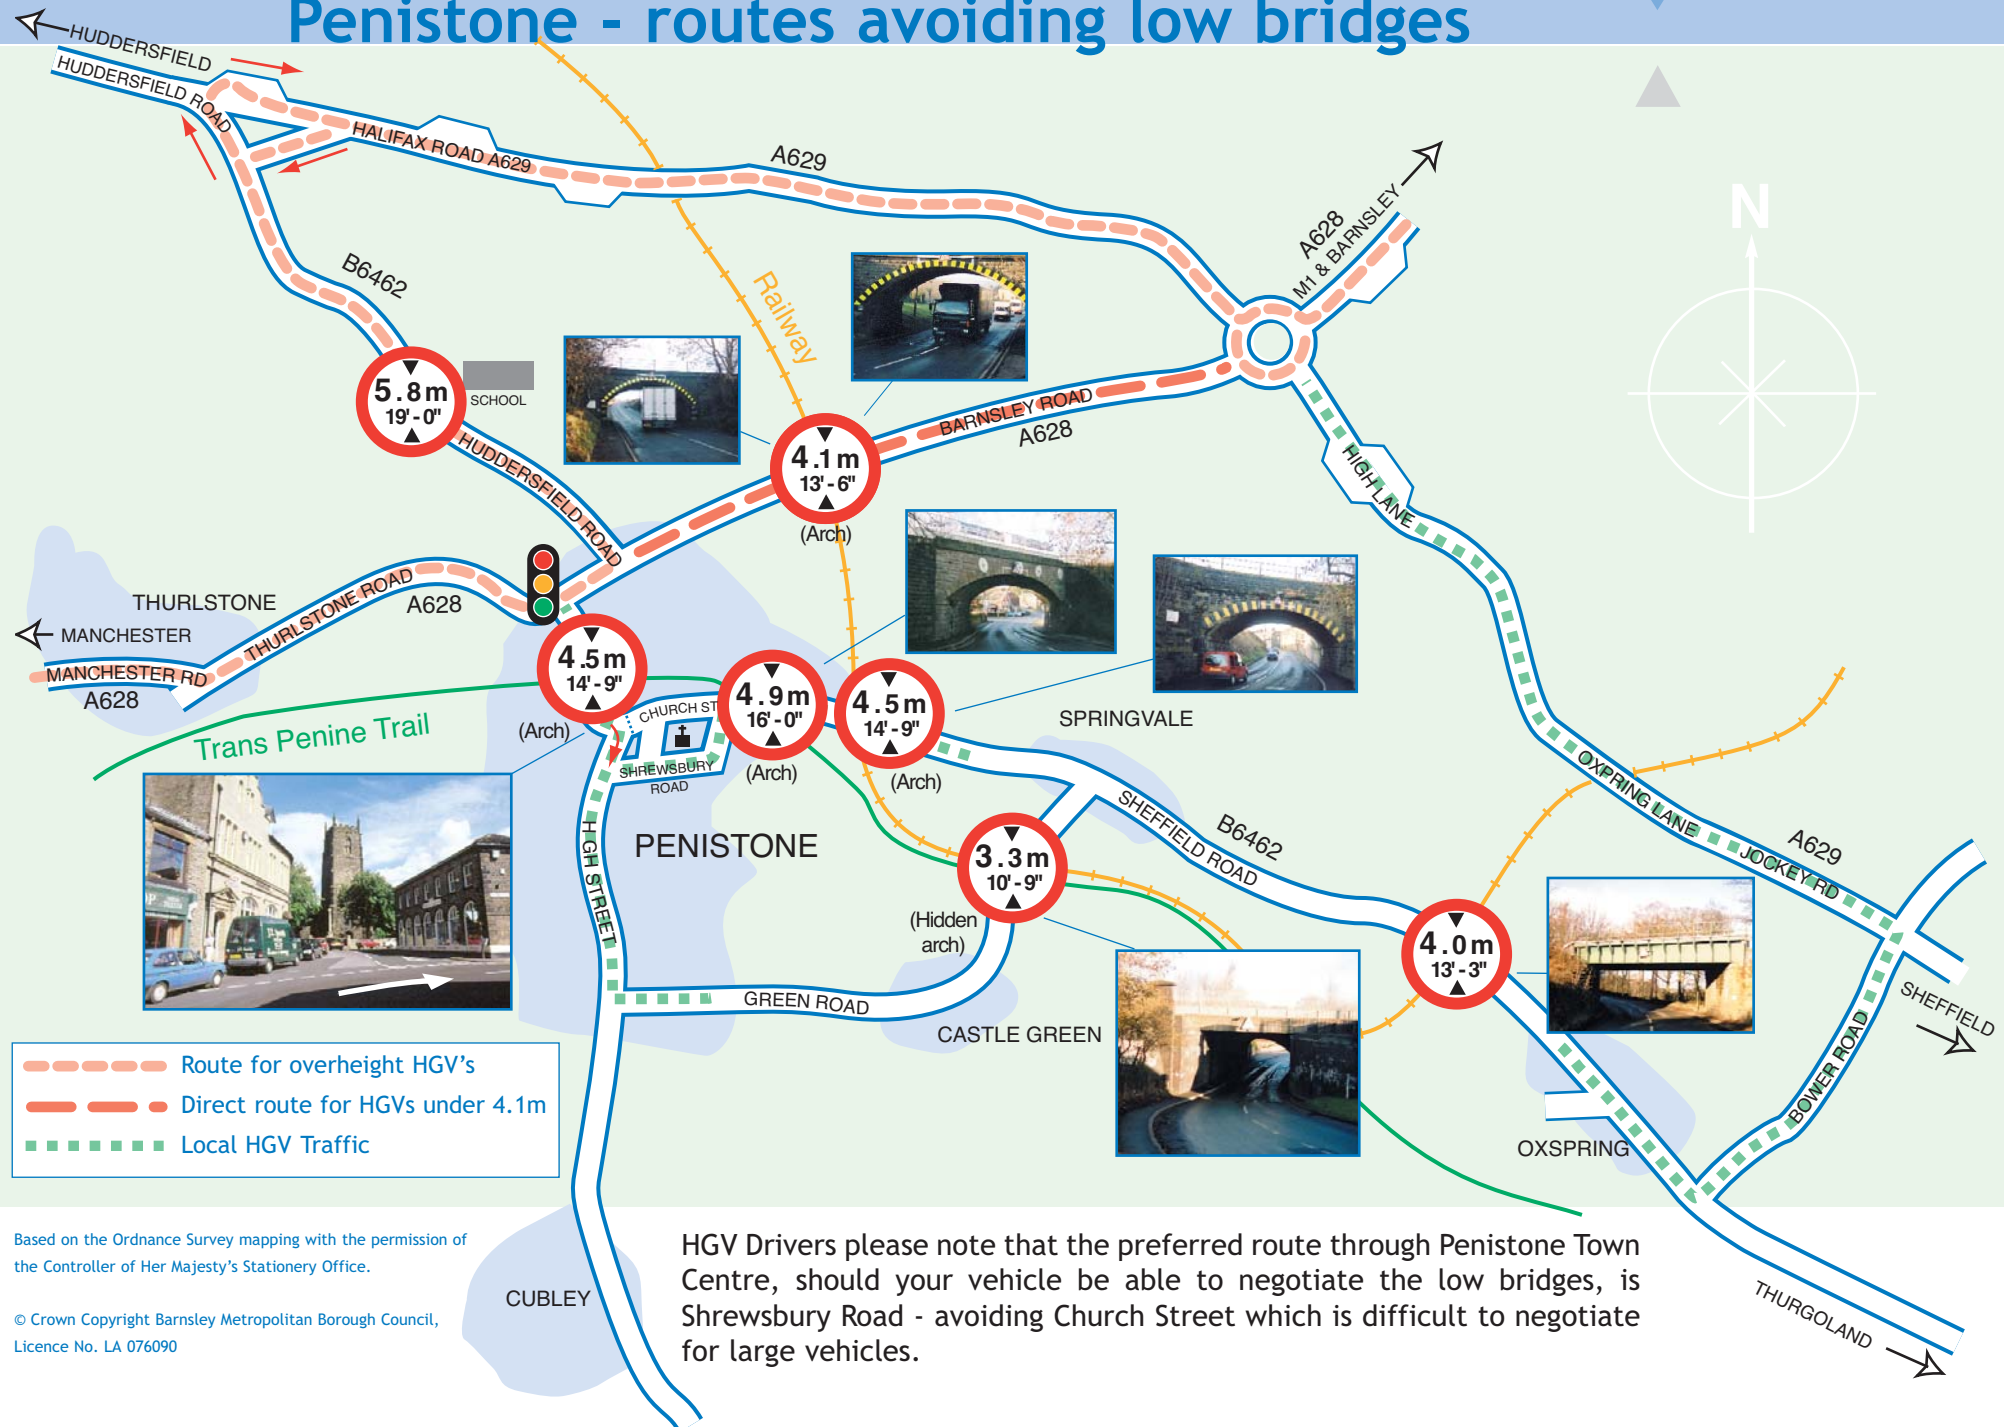 Penistone - routes avoiding low bridges
HUDDERSFIELD
HUDDERSFIELD ROAD
HALIFAX ROAD A629
A629
A628
M1 & BARNSLEY
N
B6462
Railway
5.8m
19'-0"
SCHOOL
HUDDERSFIELD ROAD
4.1m
13'-6"
(Arch)
BARNSLEY ROAD
A628
HIGH LANE
THURLSTONE
MANCHESTER
MANCHESTER RD
A628
THURLSTONE ROAD
A628
4.5m
14'-9"
(Arch)
Trans Penine Trail
CHURCH ST
SHREWSBURY
ROAD
4.9m
16'-0"
(Arch)
4.5m
14'-9"
(Arch)
SPRINGVALE
PENISTONE
HIGH STREET
SHEFFIELD ROAD
B6462
3.3m
10'-9"
(Hidden
arch)
GREEN ROAD
CASTLE GREEN
4.0m
13'-3"
OXPRING LANE
JOCKEY RD
A629
SHEFFIELD
BOWER ROAD
OXSPRING
THURGOLAND
CUBLEY
Route for overheight HGV's
Direct route for HGVs under 4.1m
Local HGV Traffic
Based on the Ordnance Survey mapping with the permission of
the Controller of Her Majesty's Stationery Office.
© Crown Copyright Barnsley Metropolitan Borough Council,
Licence No. LA 076090
HGV Drivers please note that the preferred route through Penistone Town
Centre, should your vehicle be able to negotiate the low bridges, is
Shrewsbury Road - avoiding Church Street which is difficult to negotiate
for large vehicles.